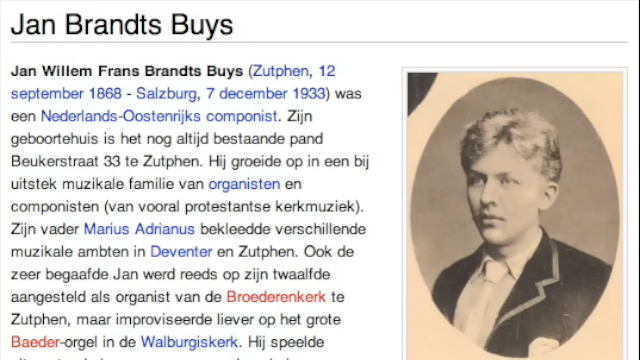 Jan Brandts Buys
Jan Willem Frans Brandts Buys (Zutphen, 12
september 1868 - Salzburg, 7 december 1933) was
een Nederlands-Oostenrijks componist. Zijn
geboortehuis is het nog altijd bestaande pand
Beukerstraat 33 te Zutphen. Hij groeide op in een bij
uitstek muzikale familie van organisten en
componisten (van vooral protestantse kerkmuziek).
Zijn vader Marius Adrianus bekleedde verschillende
muzikale ambten in Deventer en Zutphen. Ook de
zeer begaafde Jan werd reeds op zijn twaalfde
aangesteld als organist van de Broederenkerk te
Zutphen, maar improviseerde liever op het grote
Baeder-orgel in de Walburgiskerk. Hij speelde